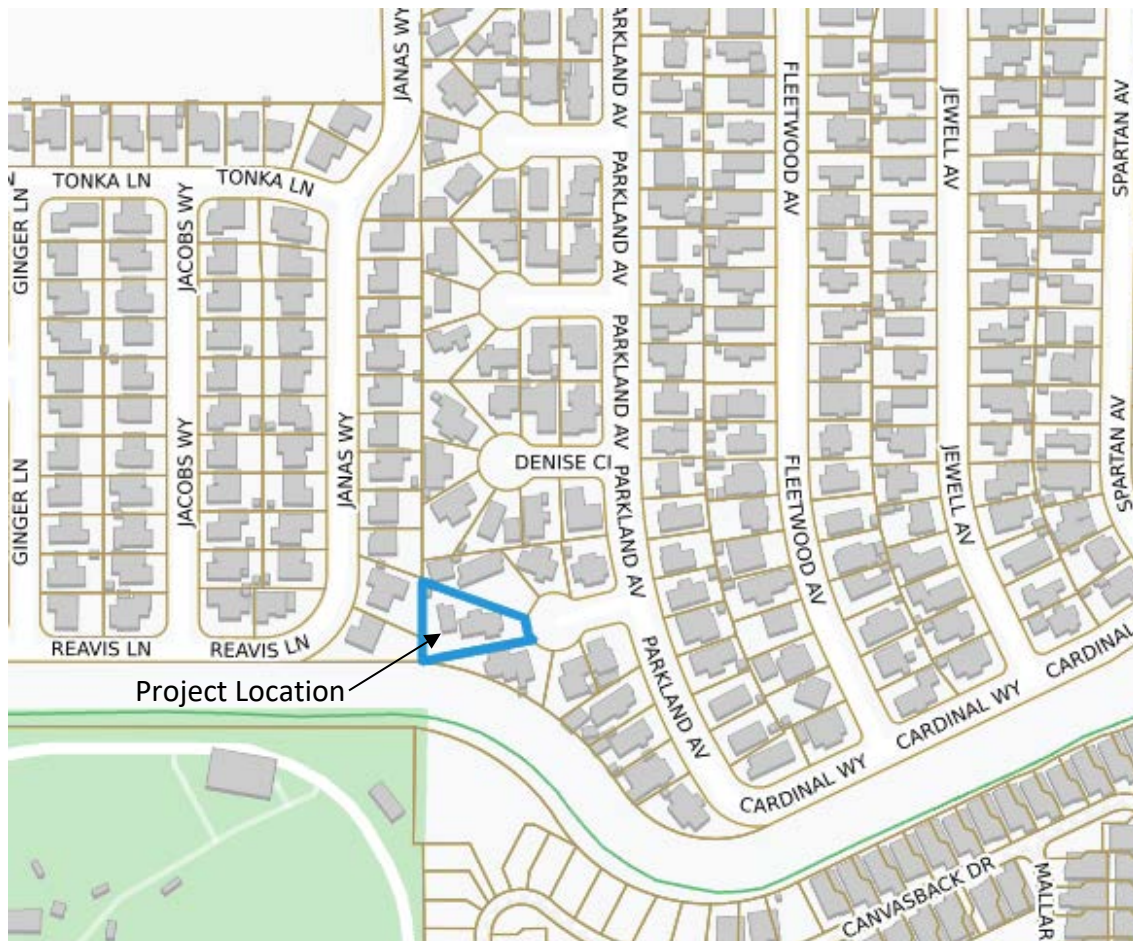 JANAS WY
PARKLAND AV
FLEETWOOD AV
JEWELL AV
SPARTAN AV
TONKA LN
TONKA LN
GINGER LN
JACOBS WY
PARKLAND AV
PARKLAND AV
JANAS WY
GINGER LN
JACOBS WY
DENISE CI
PARKLAND AV
FLEETWOOD AV
JEWELL AV
SPARTAN AV
REAVIS LN
REAVIS LN
PARKLAND AV
CARDINAL
CARDINAL WY
CARDINAL WY
Project Location
CANVASBACK DR
MALLAR